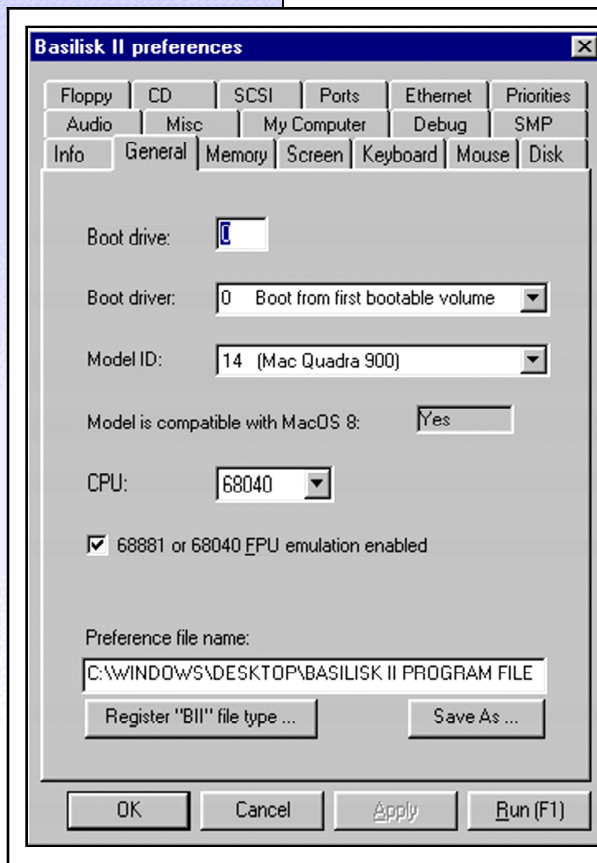 Basilisk II preferences
Floppy CD SCSI Ports Ethernet Priorities
Audio Misc My Computer Debug SMP
Info General Memory Screen Keyboard Mouse Disk
Boot drive: 0
Boot driver: 0 Boot from first bootable volume
Model ID: 14 (Mac Quadra 900)
Model is compatible with MacOS 8: Yes
CPU: 68040
68881 or 68040 FPU emulation enabled
Preference file name:
C:\WINDOWS\DESKTOP\BASILISK II PROGRAM FILE
Register "BII" file type ... Save As ...
OK Cancel Apply Run (F1)